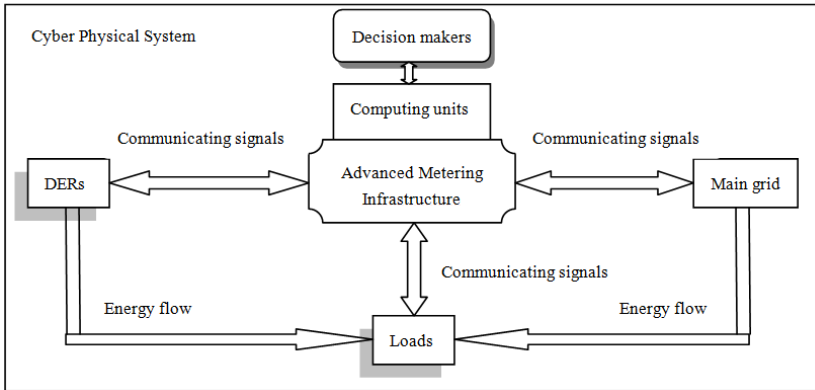 Cyber Physical System
Decision makers
Computing units
Communicating signals
Communicating signals
DERs
Advanced Metering
Infrastructure
Main grid
Communicating signals
Energy flow
Energy flow
Loads